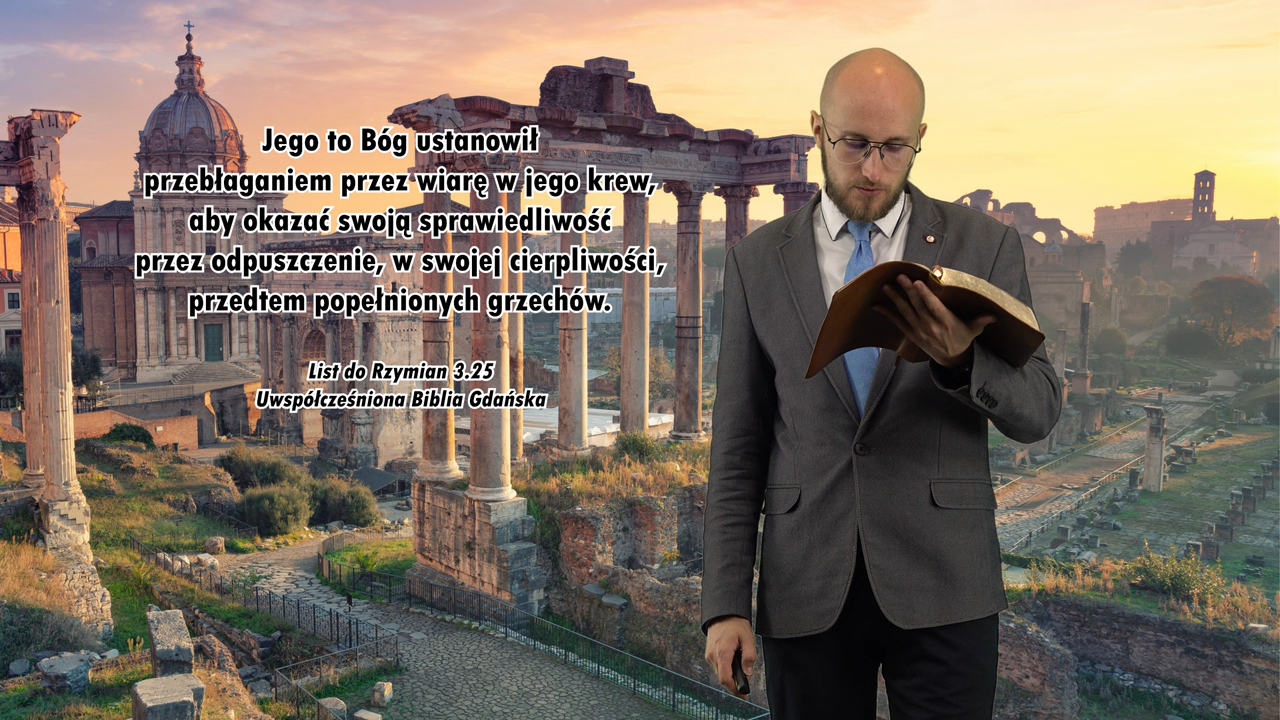 Jego to Bóg ustanowił
przebłaganiem przez wiarę w jego krew,
aby okazać swoją sprawiedliwość
przez odpuszczenie, w swojej cierpliwości,
przedtem popełnionych grzechów.
List do Rzymian 3.25
Uwspółcześniona Biblia Gdańska